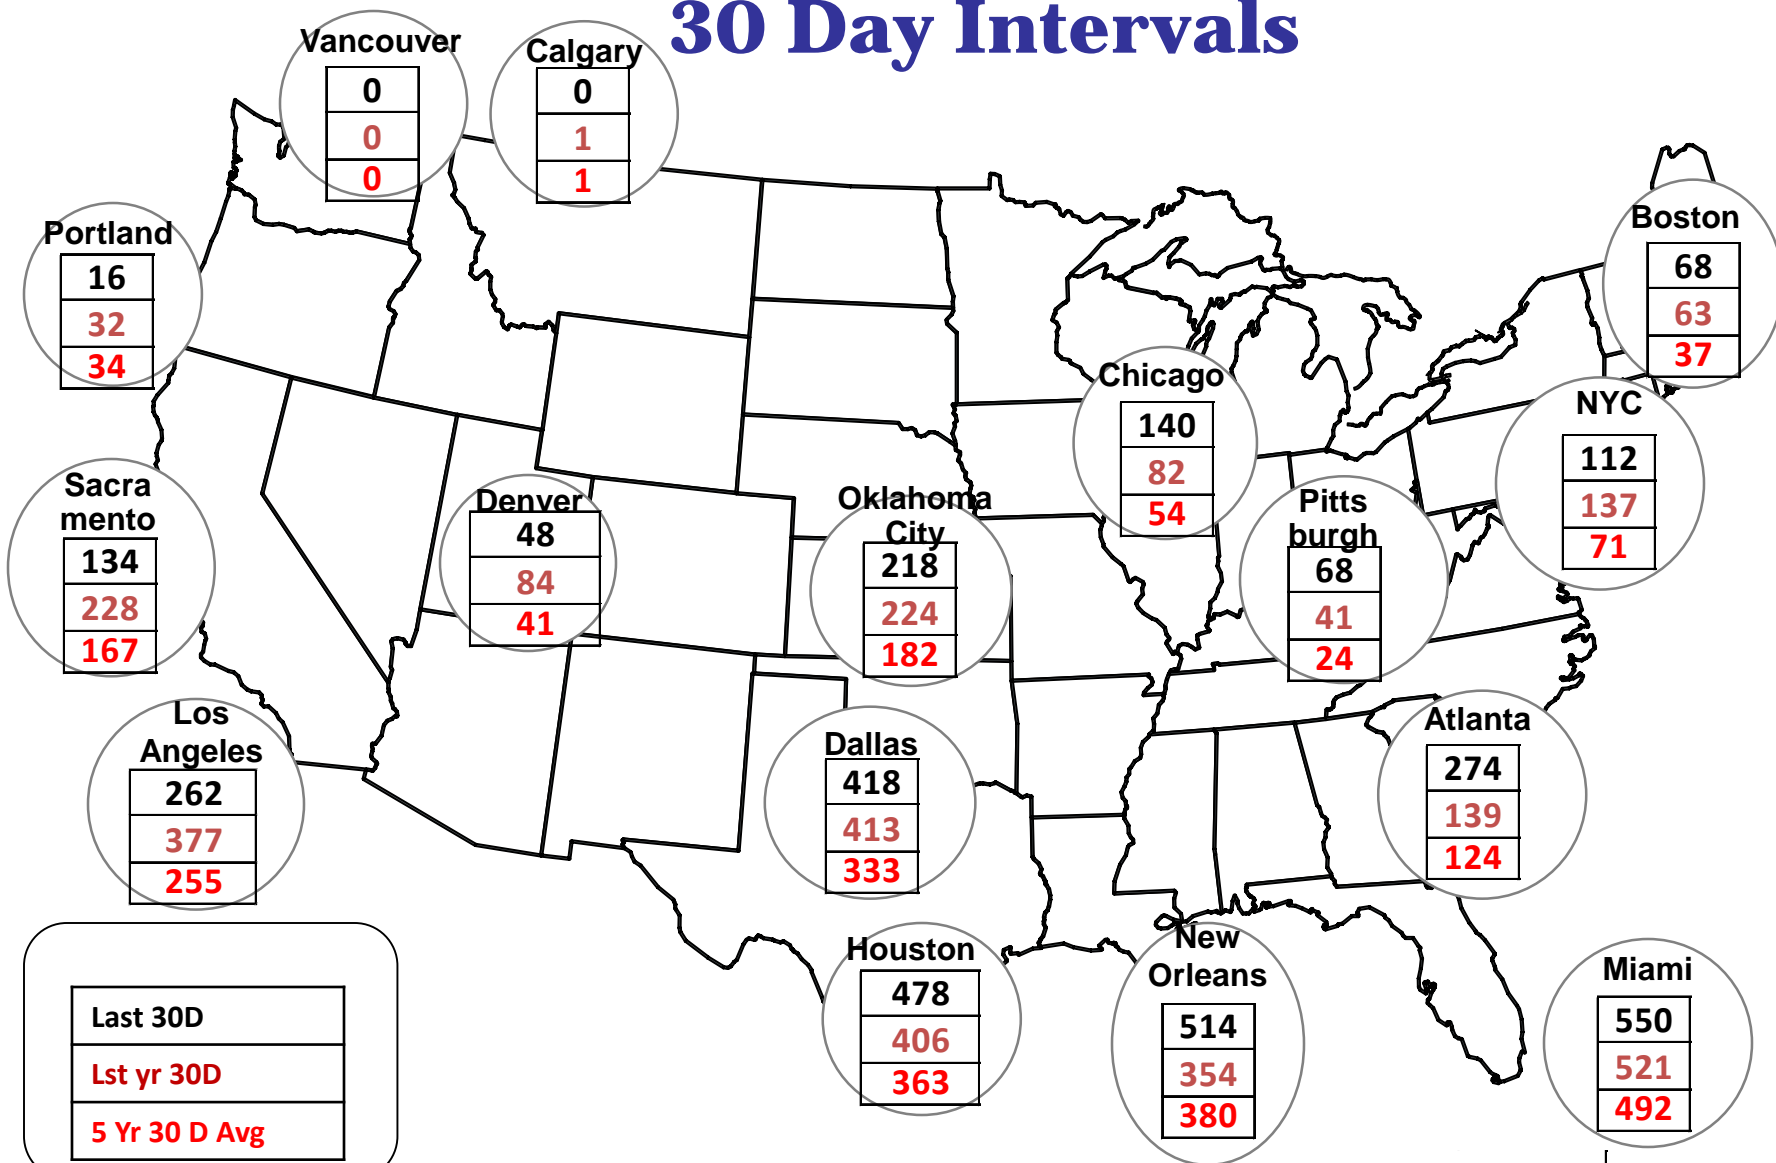 30 Day Intervals
Vancouver
0
0
0
Calgary
0
1
1
Portland
16
32
34
Boston
68
63
37
Chicago
140
82
54
NYC
112
137
71
Sacra
mento
134
228
167
Denver
48
84
41
Oklahoma
City
218
224
182
Pitts
burgh
68
41
24
Los
Angeles
262
377
255
Dallas
418
413
333
Atlanta
274
139
124
Houston
478
406
363
New
Orleans
514
354
380
Miami
550
521
492
Last 30D
Lst yr 30D
5 Yr 30 D Avg